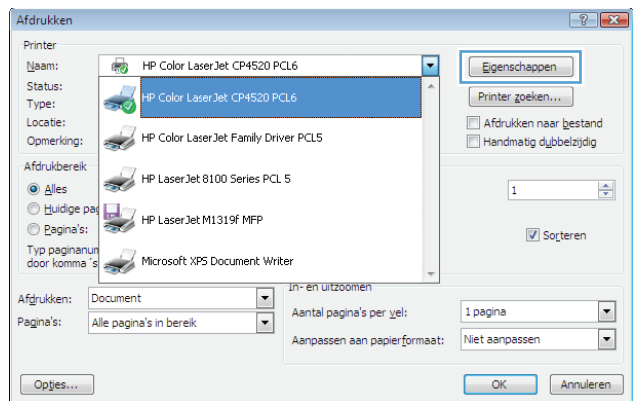 Afdrukken
Printer
Naam: HP Color LaserJet CP4520 PCL6 Eigenschappen
Status: HP Color LaserJet CP4520 PCL6 Printer zoeken...
Type:
Locatie: Afdrukken naar bestand
Opmerking: HP Color LaserJet Family Driver PCL5 Handmatig dubbelzijdig
Afdrukbereik
Alles HP LaserJet 8100 Series PCL 5 1
Huidige pag
Pagina's: HP LaserJet M1319f MFP Sorteren
Typ paginanum
door komma ´s Microsoft XPS Document Writer
In- en uitzoomen
Afdrukken: Document Aantal pagina's per vel: 1 pagina
Pagina's: Alle pagina's in bereik Aanpassen aan papierformaat: Niet aanpassen
Opties... OK Annuleren